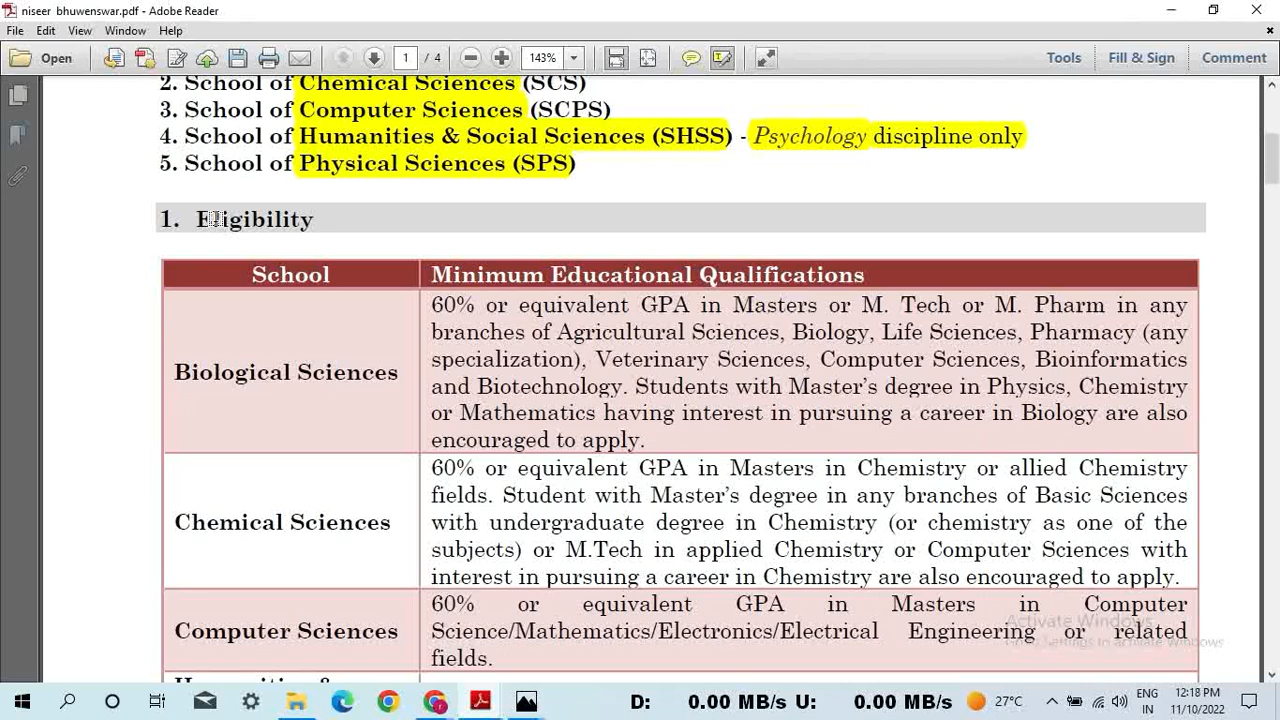 niseer bhuwenswar.pdf - Adobe Reader
File Edit View Window Help
Open 1 / 4 143% Tools Fill & Sign Comment
2. School of Chemical Sciences (SCS)
3. School of Computer Sciences (SCPS)
4. School of Humanities & Social Sciences (SHSS) - Psychology discipline only
5. School of Physical Sciences (SPS)
1. Eligibility
School Minimum Educational Qualifications
Biological Sciences
60% or equivalent GPA in Masters or M. Tech or M. Pharm in any
branches of Agricultural Sciences, Biology, Life Sciences, Pharmacy (any
specialization), Veterinary Sciences, Computer Sciences, Bioinformatics
and Biotechnology. Students with Master's degree in Physics, Chemistry
or Mathematics having interest in pursuing a career in Biology are also
encouraged to apply.
Chemical Sciences
60% or equivalent GPA in Masters in Chemistry or allied Chemistry
fields. Student with Master's degree in any branches of Basic Sciences
with undergraduate degree in Chemistry (or chemistry as one of the
subjects) or M.Tech in applied Chemistry or Computer Sciences with
interest in pursuing a career in Chemistry are also encouraged to apply.
Computer Sciences
60% or equivalent GPA in Masters in Computer
Science/Mathematics/Electronics/Electrical Engineering or related
fields.
Humanities &
Activate Windows
Go to Settings to activate Windows.
D: 0.00 MB/s U: 0.00 MB/s 27°C ENG IN 12:18 PM 11/10/2022